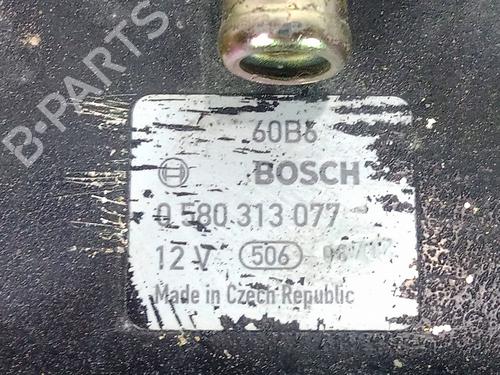 B-PARTS
60B6
BOSCH
0 580 313 077
12 V 506
Made in Czech Republic